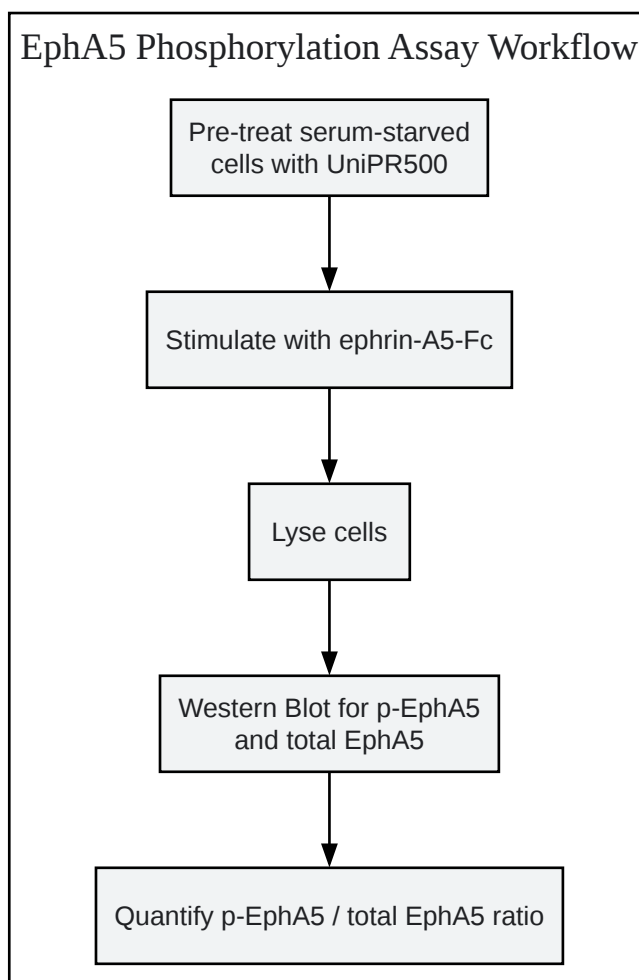 EphA5 Phosphorylation Assay Workflow
Pre-treat serum-starved
cells with UniPR500
Stimulate with ephrin-A5-Fc
Lyse cells
Western Blot for p-EphA5
and total EphA5
Quantify p-EphA5 / total EphA5 ratio